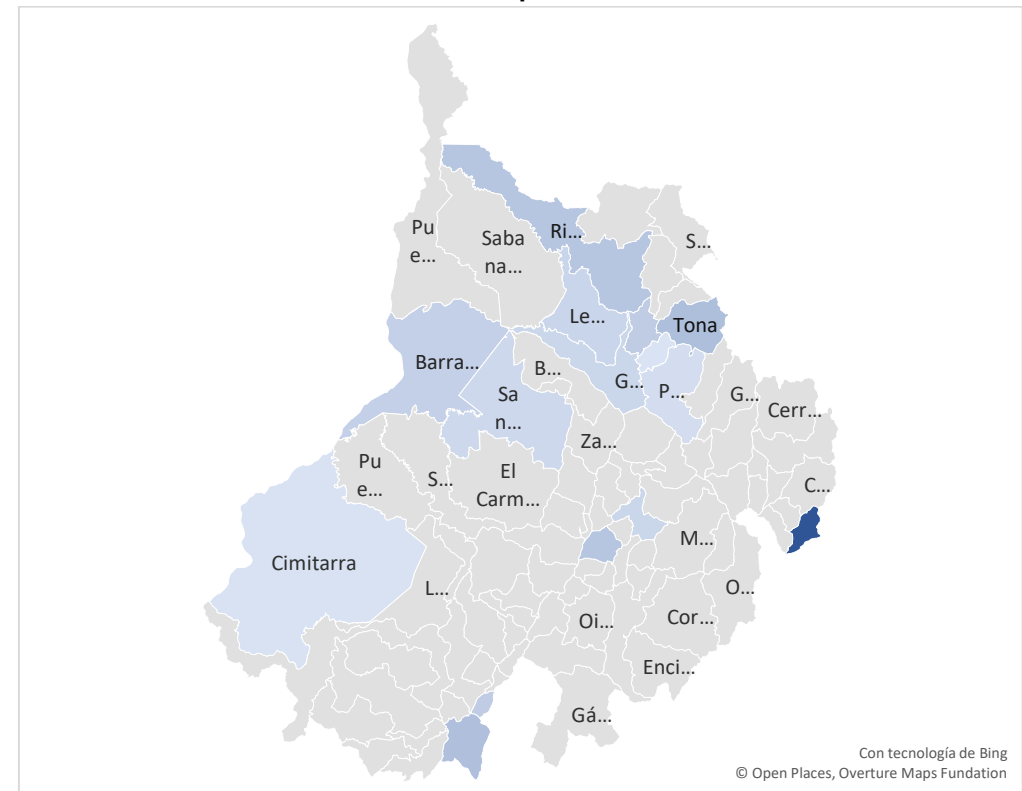 Ri...
Pu
e...
Saba
na...
S...
Le...
Tona
Barra...
B...
Sa
n...
G...
P...
G...
Cerr...
Za...
Pu
e...
S...
El
Carm...
C...
M...
Cimitarra
L...
O...
Oi...
Cor...
Enci...
Gá...
Con tecnología de Bing
© Open Places, Overture Maps Foundation